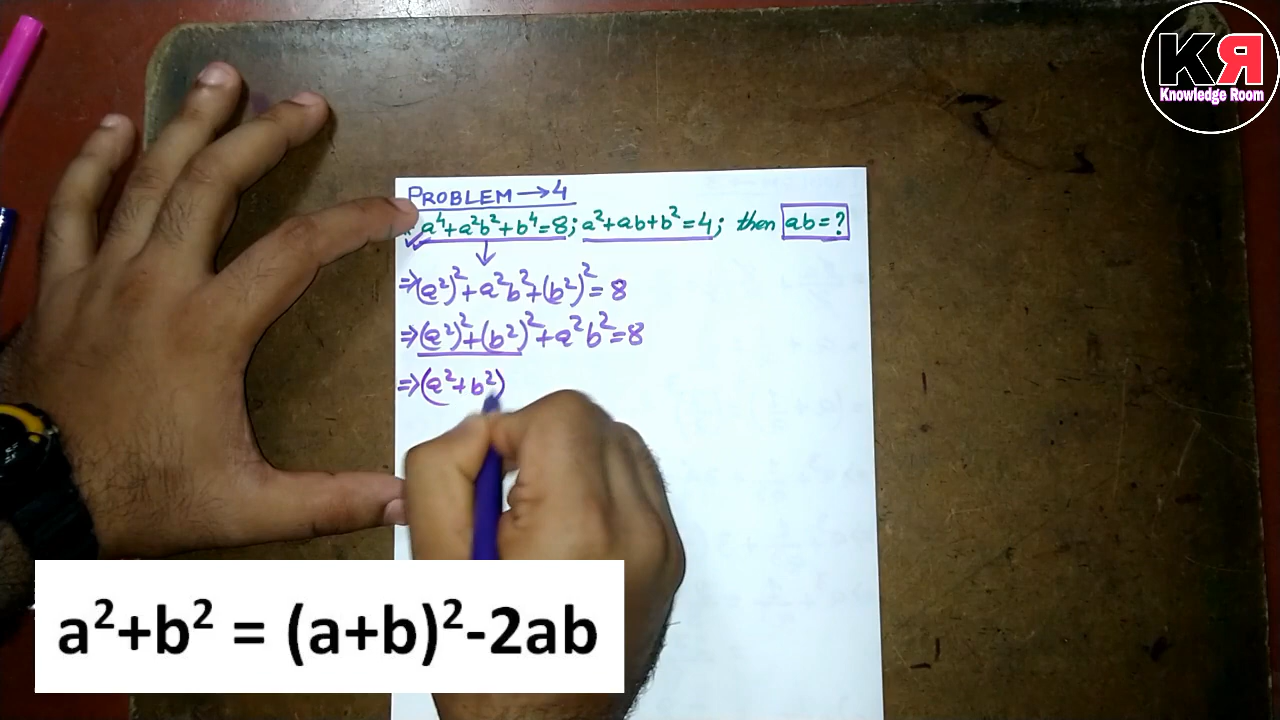 KЯ
Knowledge Room
PROBLEM→4
a⁴+a²b²+b⁴=8; a²+ab+b²=4; then ab=?
⇒(a²)²+a²b²+(b²)²=8
⇒(a²)²+(b²)²+a²b²=8
⇒(a²+b²)
a²+b² = (a+b)²-2ab